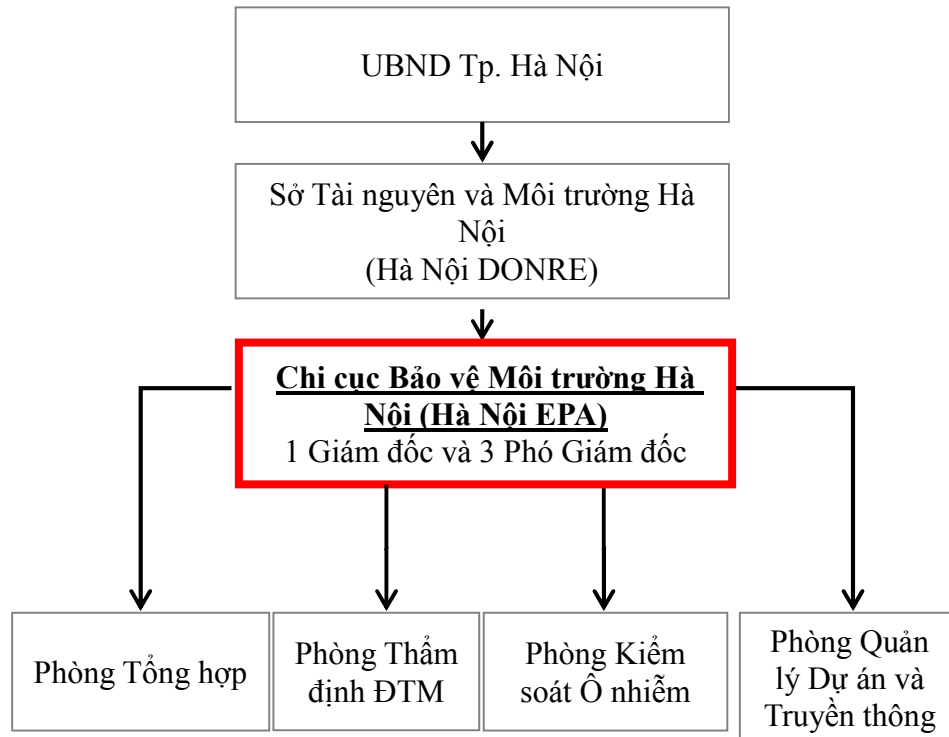 UBND Tp. Hà Nội
Sở Tài nguyên và Môi trường Hà
Nội
(Hà Nội DONRE)
Chi cục Bảo vệ Môi trường Hà
Nội (Hà Nội EPA)
1 Giám đốc và 3 Phó Giám đốc
Phòng Tổng hợp
Phòng Thẩm
định ĐTM
Phòng Kiểm
soát Ô nhiễm
Phòng Quản
lý Dự án và
Truyền thông